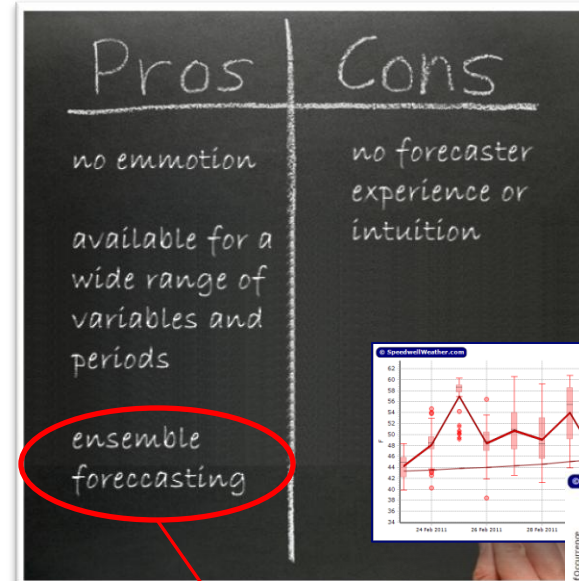 Pros
Cons
no emmotion
available for a
wide range of
variables and
periods
ensemble
foreccasting
no forecaster
experience or
intuition
© SpeedwellWeather.com
62
60
58
56
54
52
50
48
46
44
42
40
38
36
34
F
24 Feb 2011
26 Feb 2011
28 Feb 2011
©
Occurrence